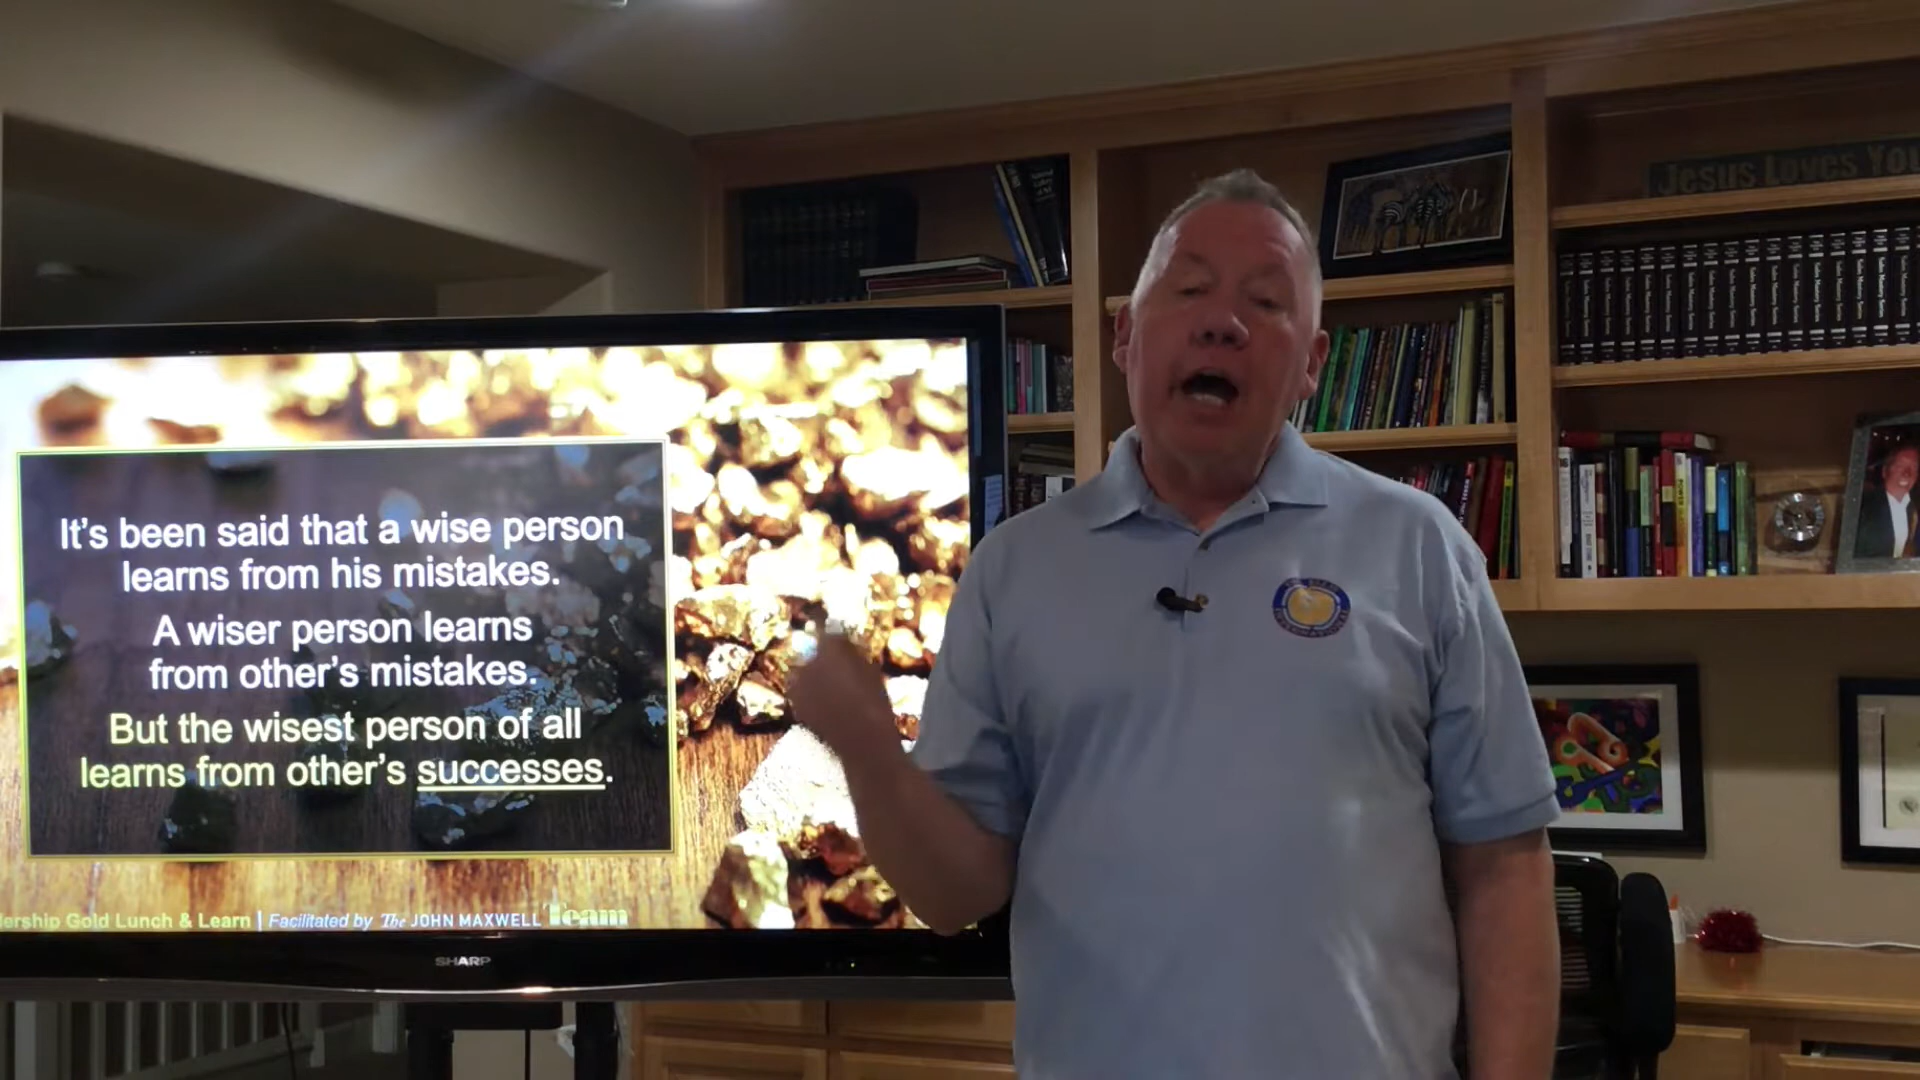 Jesus Loves You
It's been said that a wise person
learns from his mistakes.
A wiser person learns
from other's mistakes.
But the wisest person of all
learns from other's successes.
ership Gold Lunch & Learn | Facilitated by The JOHN MAXWELL Team
SHARP